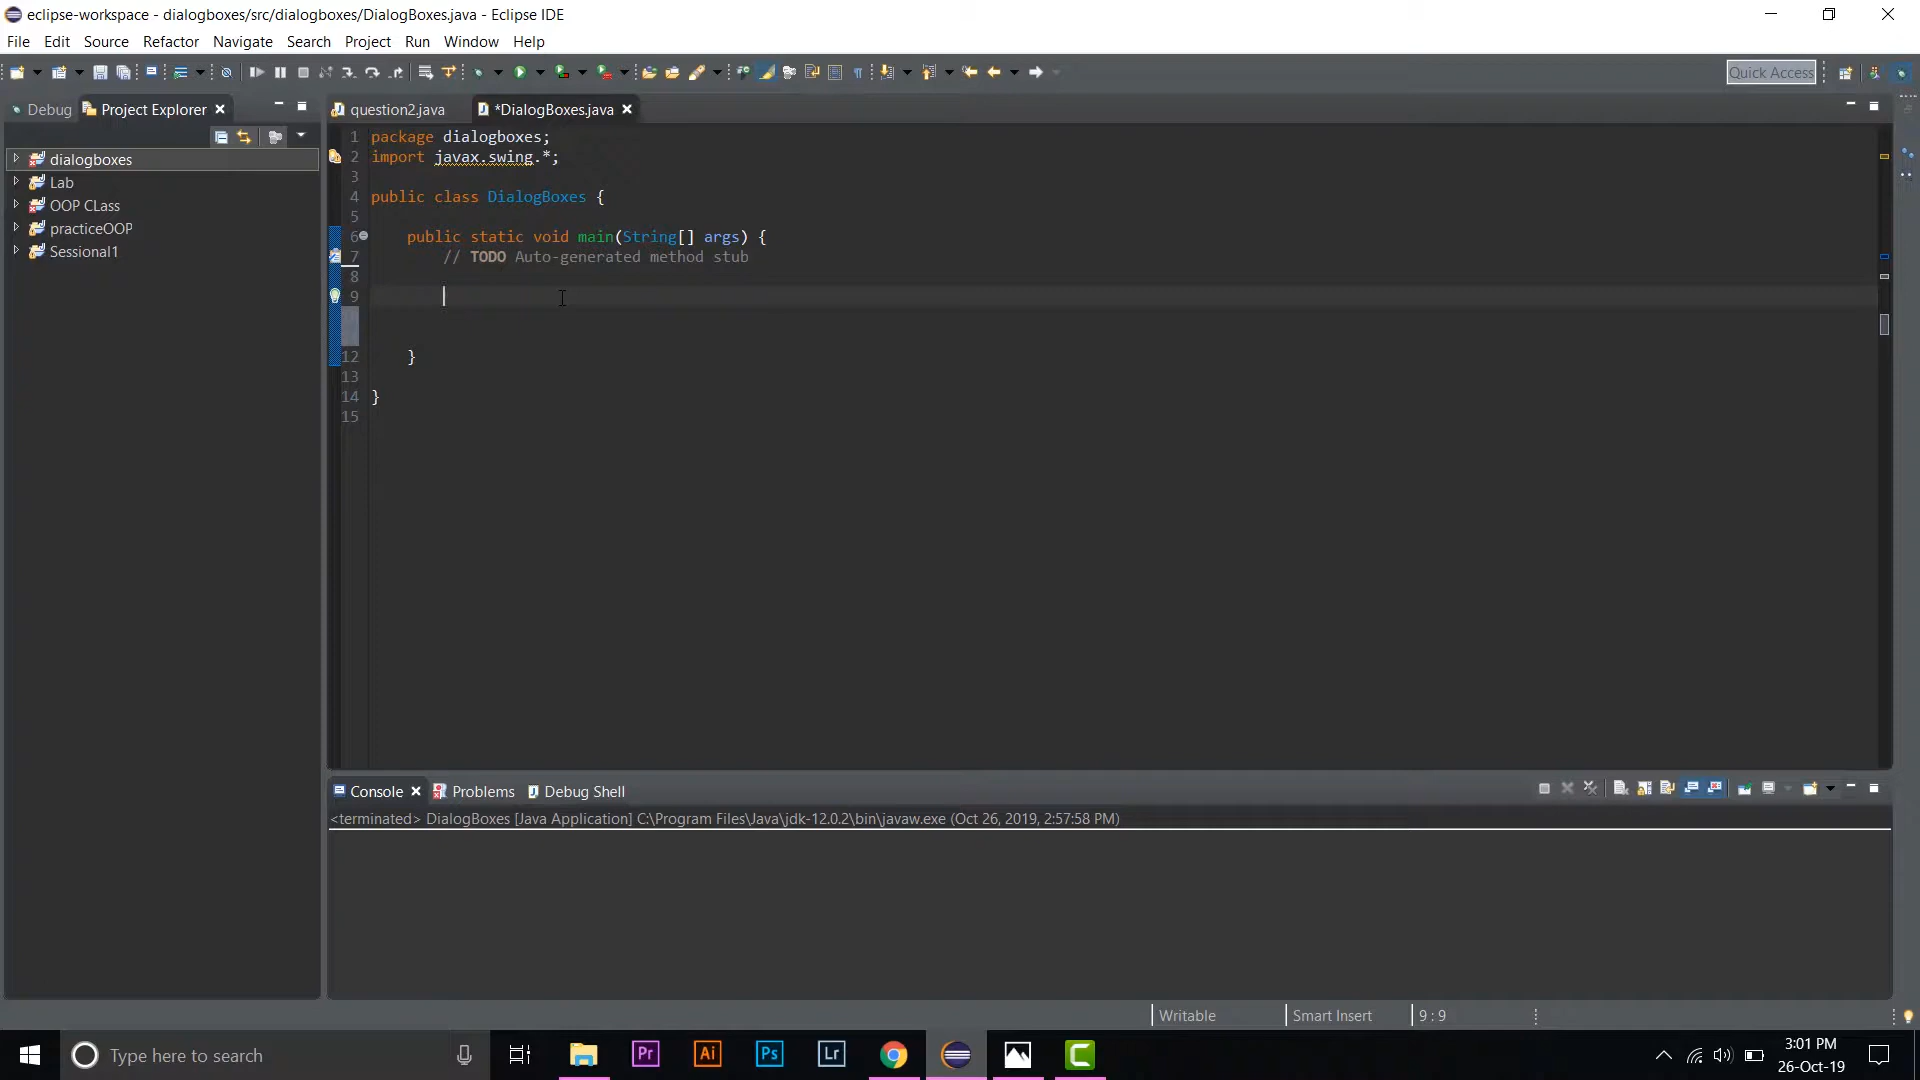 eclipse-workspace - dialogboxes/src/dialogboxes/DialogBoxes.java - Eclipse IDE
File Edit Source Refactor Navigate Search Project Run Window Help
Quick Access
Debug Project Explorer
question2.java *DialogBoxes.java
dialogboxes
Lab
OOP CLass
practiceOOP
Sessional1
1 package dialogboxes;
2 import javax.swing.*;
3
4 public class DialogBoxes {
5
6 public static void main(String[] args) {
7 // TODO Auto-generated method stub
8
9
12 }
13
14 }
15
Console Problems Debug Shell
<terminated> DialogBoxes [Java Application] C:\Program Files\Java\jdk-12.0.2\bin\javaw.exe (Oct 26, 2019, 2:57:58 PM)
Writable Smart Insert 9 : 9
Type here to search
Pr Ai Ps Lr
3:01 PM
26-Oct-19